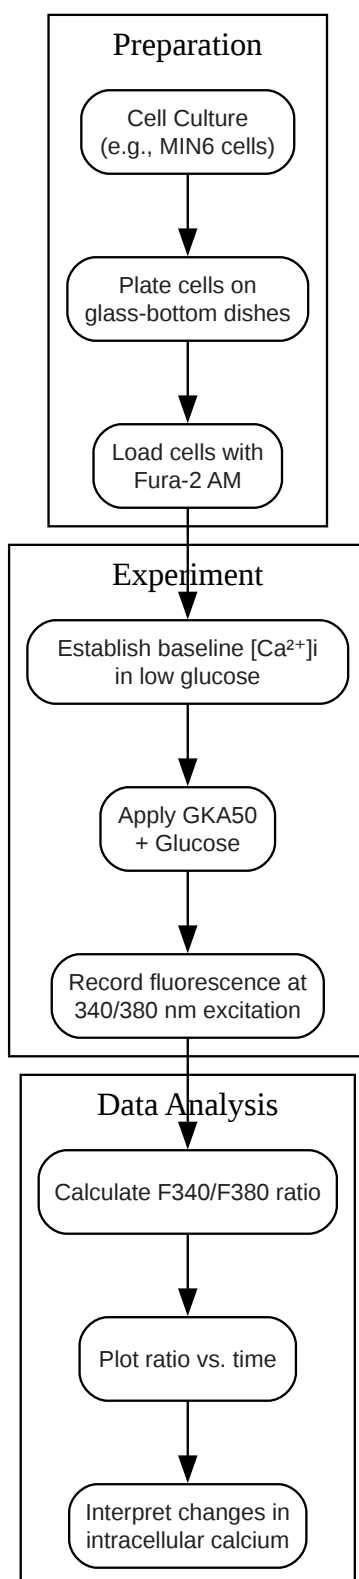 Preparation
Cell Culture
(e.g., MIN6 cells)
Plate cells on
glass-bottom dishes
Load cells with
Fura-2 AM
Experiment
Establish baseline [Ca²⁺]i
in low glucose
Apply GKA50
+ Glucose
Record fluorescence at
340/380 nm excitation
Data Analysis
Calculate F340/F380 ratio
Plot ratio vs. time
Interpret changes in
intracellular calcium